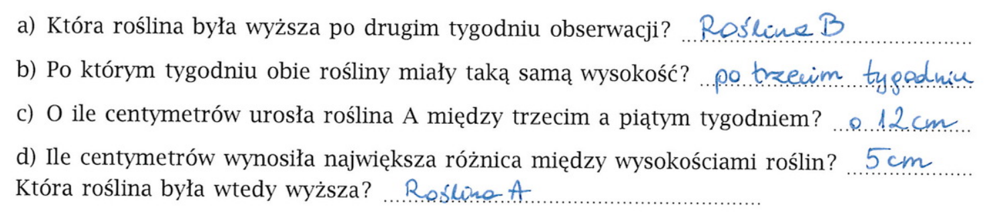 a) Która roślina była wyższa po drugim tygodniu obserwacji? Roślina B
b) Po którym tygodniu obie rośliny miały taką samą wysokość? po trzecim tygodniu
c) O ile centymetrów urosła roślina A między trzecim a piątym tygodniem? o 12 cm
d) Ile centymetrów wynosiła największa różnica między wysokościami roślin? 5 cm
Która roślina była wtedy wyższa? Roślina A